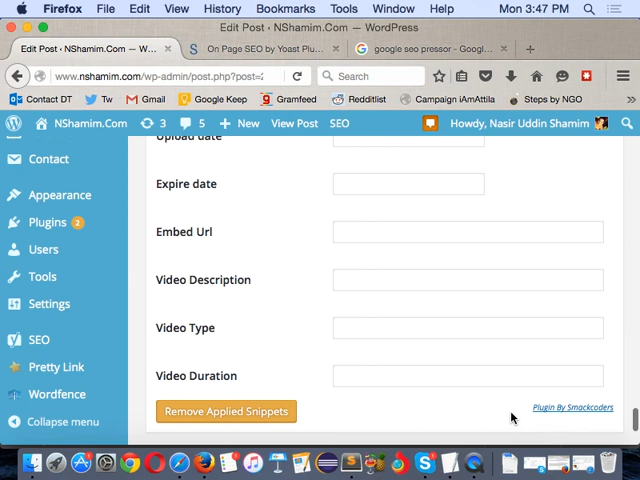 Firefox File Edit View History Bookmarks Tools Window Help Mon 3:47 PM
Edit Post ‹ NShamim.Com — WordPress
Edit Post ‹ NShamim.Com — W... × S On Page SEO by Yoast Plu... × G google seo pressor - Googl... × +
www.nshamim.com/wp-admin/post.php?post=2 Search
Contact DT Tw Gmail Google Keep Gramfeed Redditlist Campaign iAmAttila Steps by NGO
NShamim.Com 3 5 + New View Post SEO Howdy, Nasir Uddin Shamim
Upload date
Contact
Expire date
Appearance
Plugins 2
Embed Url
Users
Tools
Video Description
Settings
Video Type
SEO
Pretty Link
Video Duration
Wordfence
Remove Applied Snippets Plugin By Smackcoders
Collapse menu